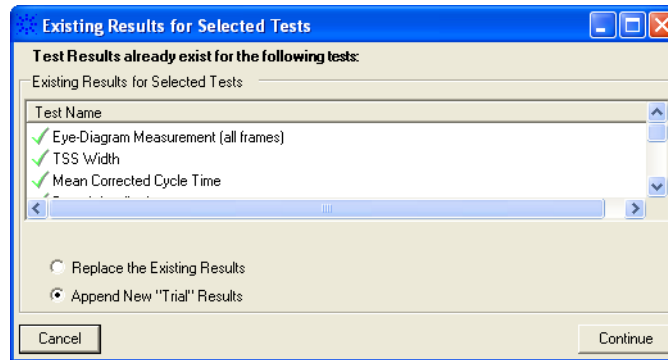 Existing Results for Selected Tests
Test Results already exist for the following tests:
Existing Results for Selected Tests
Test Name
Eye-Diagram Measurement (all frames)
TSS Width
Mean Corrected Cycle Time
Replace the Existing Results
Append New "Trial" Results
Cancel
Continue